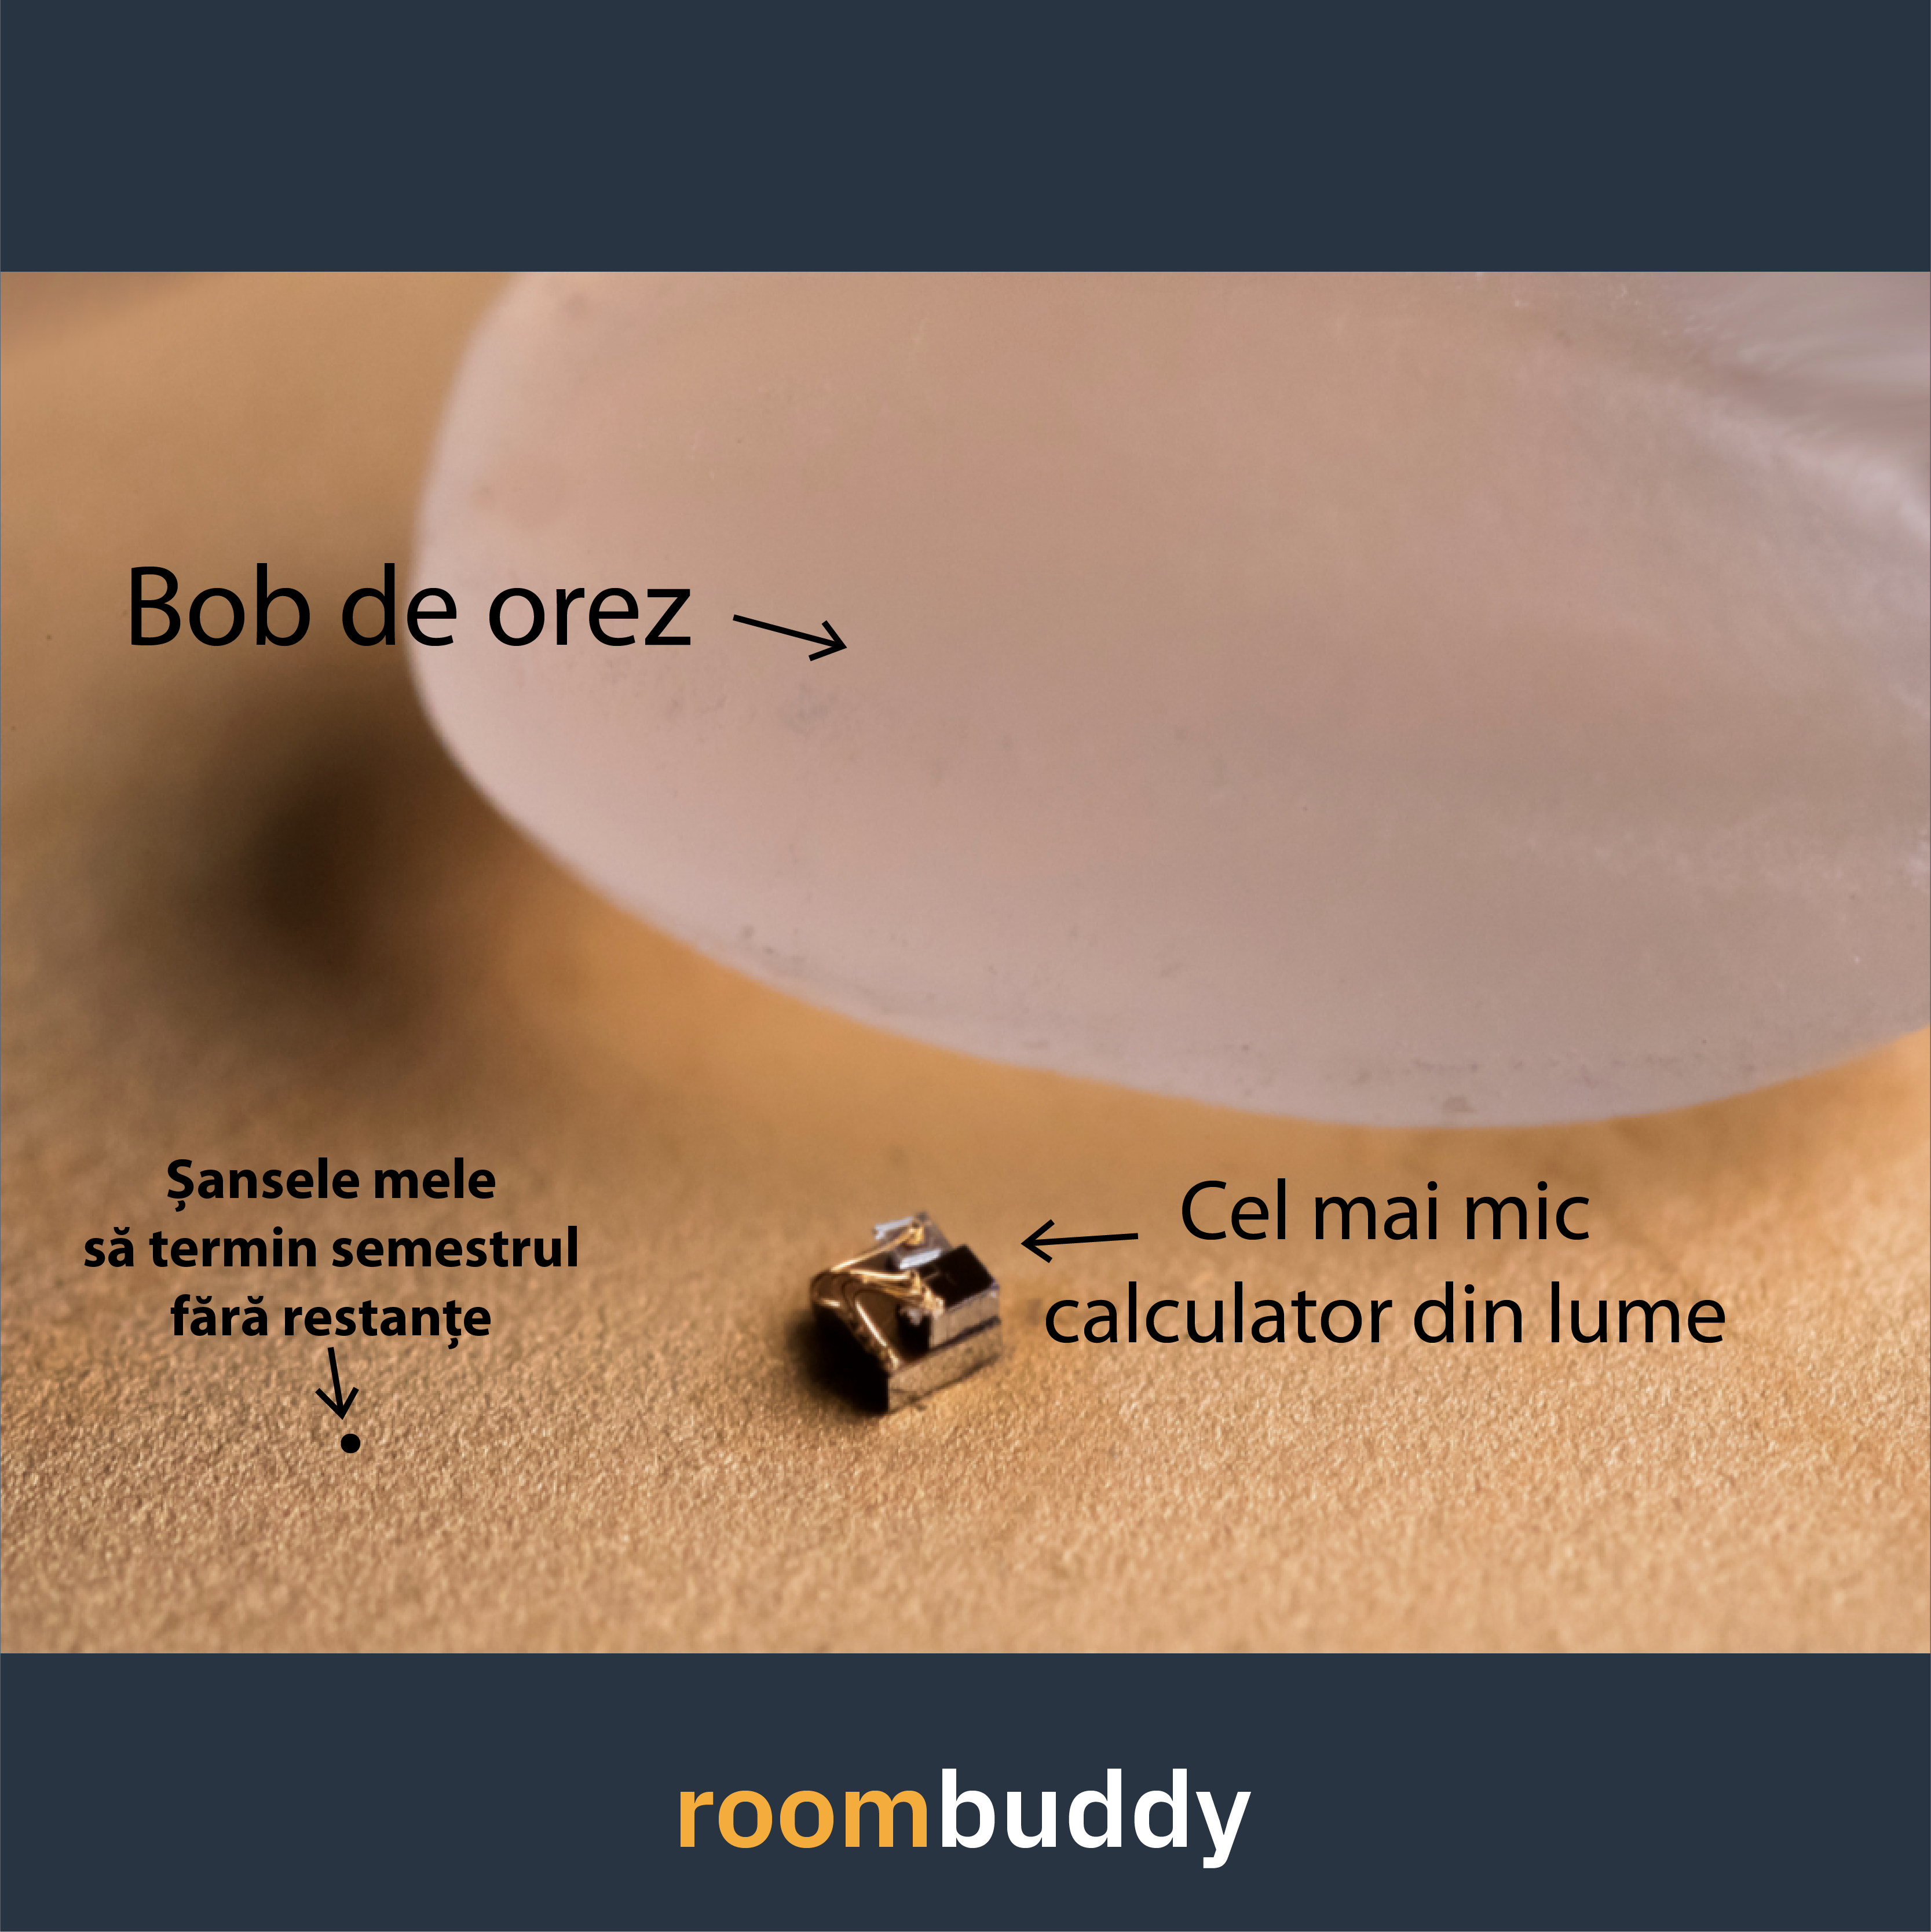 Bob de orez
Șansele mele
să termin semestrul
fără restanțe
Cel mai mic
calculator din lume
roombuddy